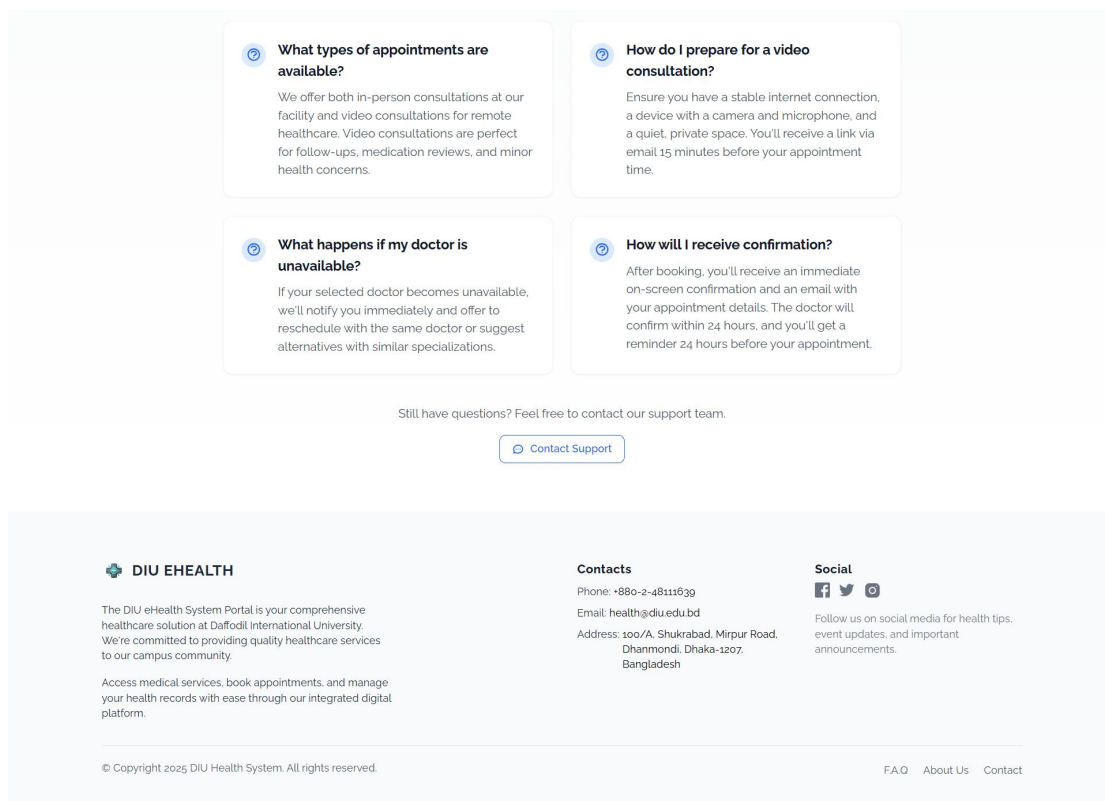 What types of appointments are
available?
We offer both in-person consultations at our
facility and video consultations for remote
healthcare. Video consultations are perfect
for follow-ups, medication reviews, and minor
health concerns.
How do I prepare for a video
consultation?
Ensure you have a stable internet connection,
a device with a camera and microphone, and
a quiet, private space. You'll receive a link via
email 15 minutes before your appointment
time.
What happens if my doctor is
unavailable?
If your selected doctor becomes unavailable,
we'll notify you immediately and offer to
reschedule with the same doctor or suggest
alternatives with similar specializations.
How will I receive confirmation?
After booking, you'll receive an immediate
on-screen confirmation and an email with
your appointment details. The doctor will
confirm within 24 hours, and you'll get a
reminder 24 hours before your appointment.
Still have questions? Feel free to contact our support team.
Contact Support
DIU EHEALTH
The DIU eHealth System Portal is your comprehensive
healthcare solution at Daffodil International University.
We're committed to providing quality healthcare services
to our campus community.
Access medical services, book appointments, and manage
your health records with ease through our integrated digital
platform.
Contacts
Phone: +880-2-48111639
Email: health@diu.edu.bd
Address: 100/A, Shukrabad, Mirpur Road,
Dhanmondi, Dhaka-1207,
Bangladesh
Social
Follow us on social media for health tips,
event updates, and important
announcements.
© Copyright 2025 DIU Health System. All rights reserved.
F.A.Q About Us Contact